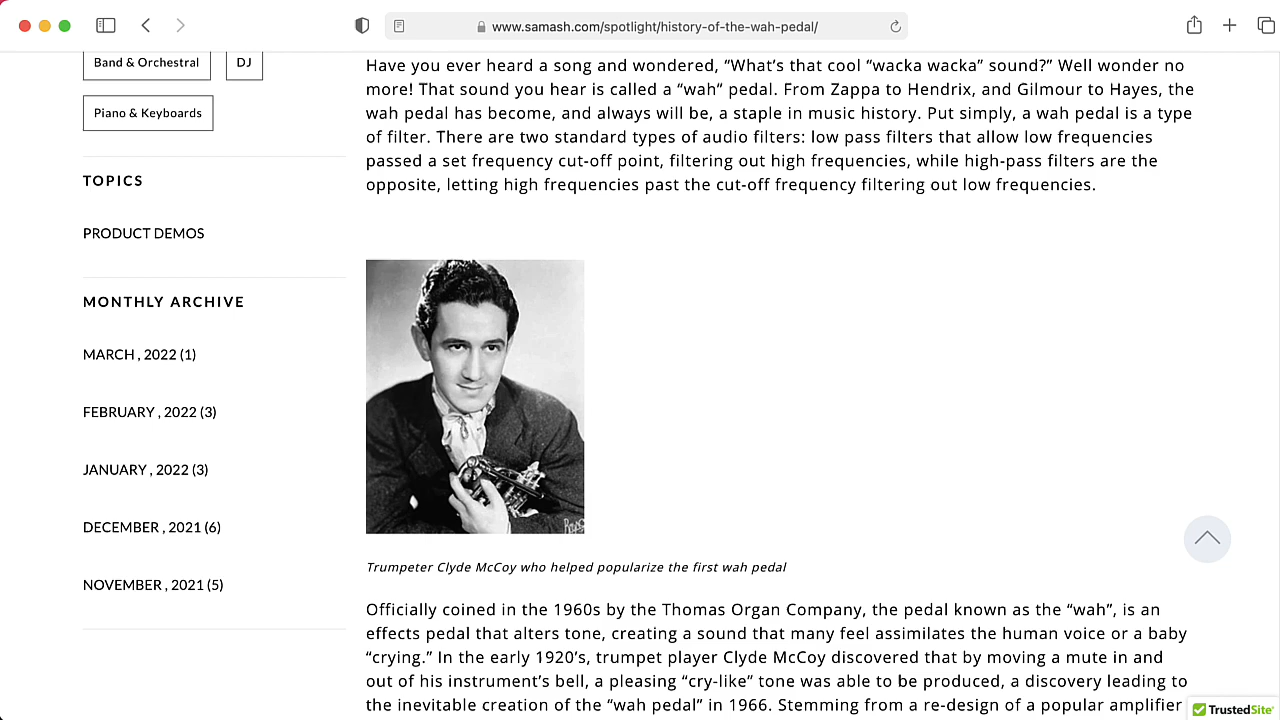 www.samash.com/spotlight/history-of-the-wah-pedal/
Band & Orchestral
DJ
Piano & Keyboards
TOPICS
PRODUCT DEMOS
MONTHLY ARCHIVE
MARCH , 2022 (1)
FEBRUARY , 2022 (3)
JANUARY , 2022 (3)
DECEMBER , 2021 (6)
NOVEMBER , 2021 (5)
Have you ever heard a song and wondered, “What’s that cool “wacka wacka” sound?” Well wonder no
more! That sound you hear is called a “wah” pedal. From Zappa to Hendrix, and Gilmour to Hayes, the
wah pedal has become, and always will be, a staple in music history. Put simply, a wah pedal is a type
of filter. There are two standard types of audio filters: low pass filters that allow low frequencies
passed a set frequency cut-off point, filtering out high frequencies, while high-pass filters are the
opposite, letting high frequencies past the cut-off frequency filtering out low frequencies.
Trumpeter Clyde McCoy who helped popularize the first wah pedal
Officially coined in the 1960s by the Thomas Organ Company, the pedal known as the “wah”, is an
effects pedal that alters tone, creating a sound that many feel assimilates the human voice or a baby
“crying.” In the early 1920’s, trumpet player Clyde McCoy discovered that by moving a mute in and
out of his instrument’s bell, a pleasing “cry-like” tone was able to be produced, a discovery leading to
the inevitable creation of the “wah pedal” in 1966. Stemming from a re-design of a popular amplifier
TrustedSite